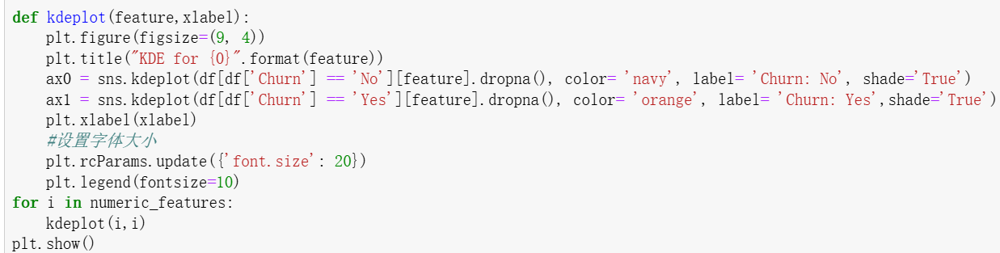 def kdeplot(feature,xlabel):
    plt.figure(figsize=(9, 4))
    plt.title("KDE for {0}".format(feature))
    ax0 = sns.kdeplot(df[df['Churn'] == 'No'][feature].dropna(), color= 'navy', label= 'Churn: No', shade='True')
    ax1 = sns.kdeplot(df[df['Churn'] == 'Yes'][feature].dropna(), color= 'orange', label= 'Churn: Yes',shade='True')
    plt.xlabel(xlabel)
    #设置字体大小
    plt.rcParams.update({'font.size': 20})
    plt.legend(fontsize=10)
for i in numeric_features:
    kdeplot(i,i)
plt.show()